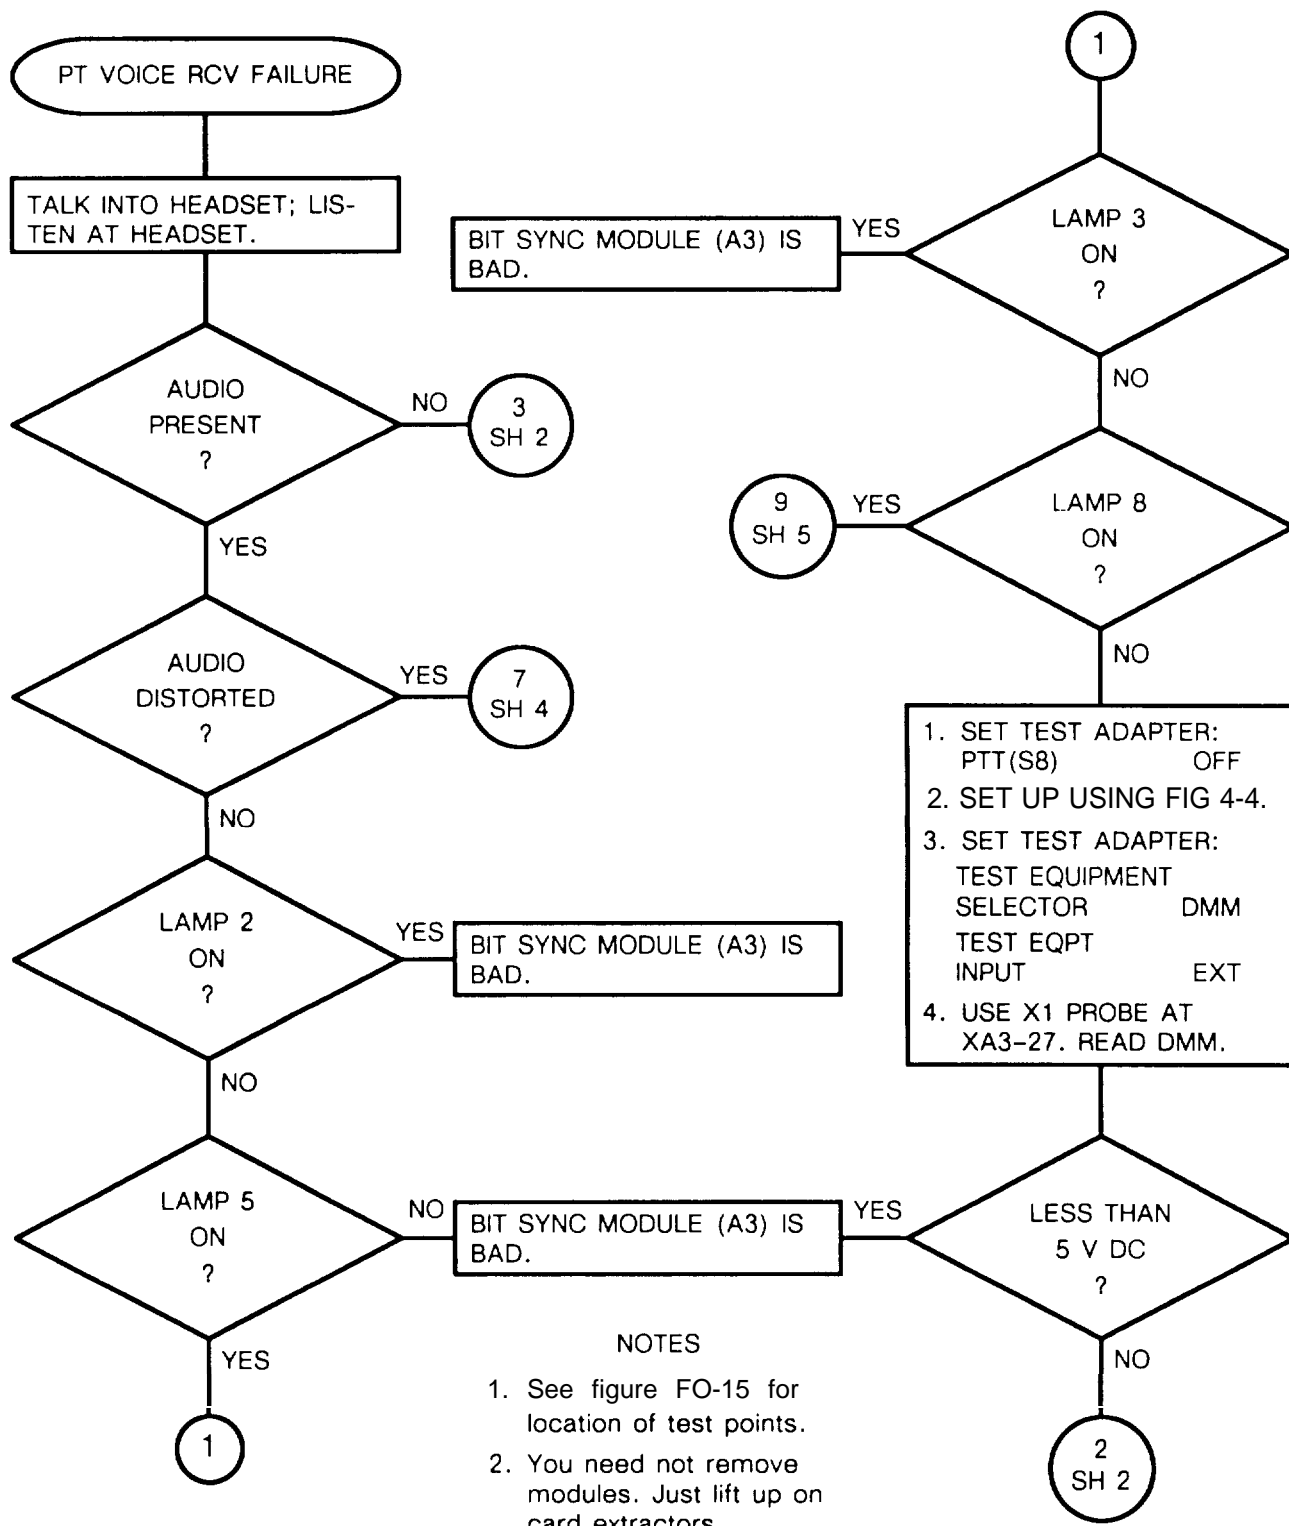 PT VOICE RCV FAILURE
TALK INTO HEADSET; LIS-
TEN AT HEADSET.
AUDIO
PRESENT
?
NO
3
SH 2
YES
AUDIO
DISTORTED
?
YES
7
SH 4
NO
LAMP 2
ON
?
YES
BIT SYNC MODULE (A3) IS
BAD.
NO
LAMP 5
ON
?
NO
BIT SYNC MODULE (A3) IS
BAD.
YES
1
1
LAMP 3
ON
?
YES
BIT SYNC MODULE (A3) IS
BAD.
NO
LAMP 8
ON
?
YES
9
SH 5
NO
1. SET TEST ADAPTER:
PTT(S8) OFF
2. SET UP USING FIG 4-4.
3. SET TEST ADAPTER:
TEST EQUIPMENT
SELECTOR DMM
TEST EQPT
INPUT EXT
4. USE X1 PROBE AT
XA3-27. READ DMM.
LESS THAN
5 V DC
?
YES
NO
2
SH 2
NOTES
1. See figure FO-15 for
location of test points.
2. You need not remove
modules. Just lift up on
card extractors